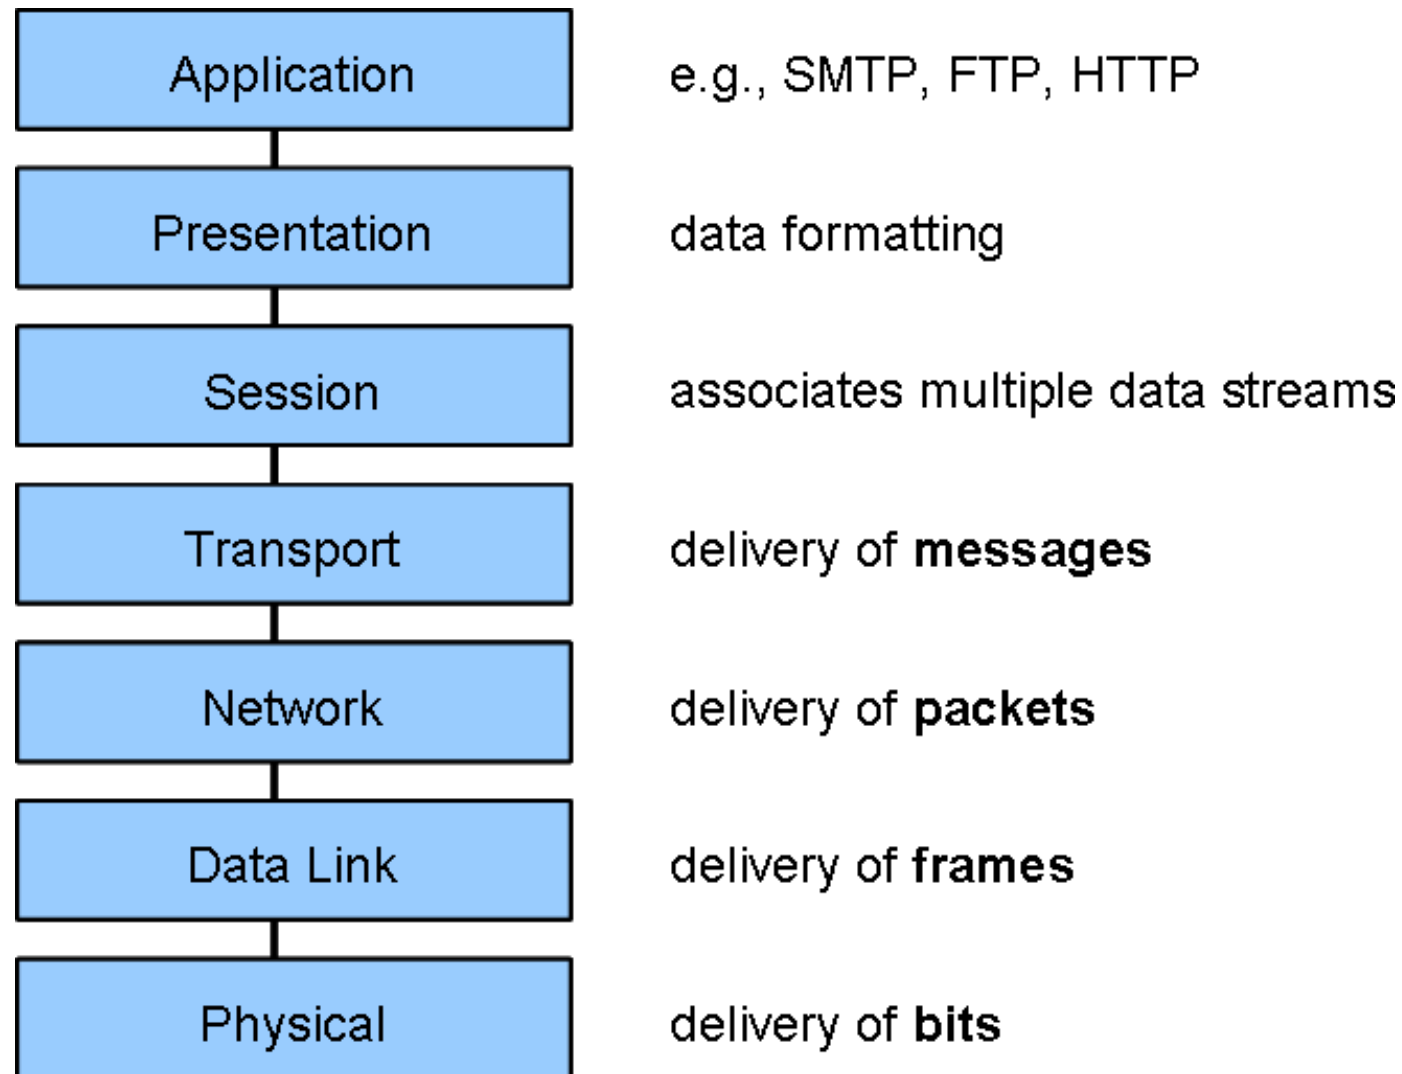 Application e.g., SMTP, FTP, HTTP
Presentation data formatting
Session associates multiple data streams
Transport delivery of messages
Network delivery of packets
Data Link delivery of frames
Physical delivery of bits